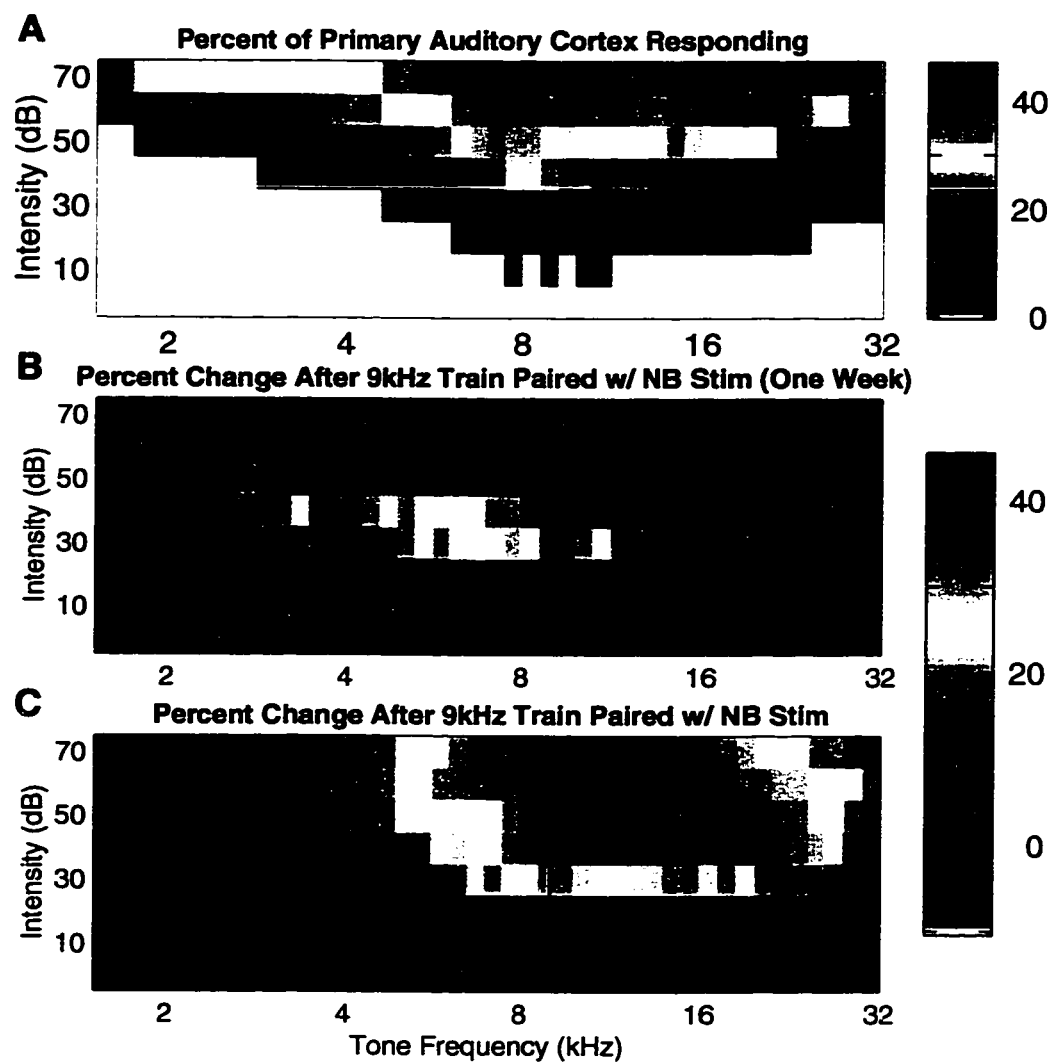 A
Percent of Primary Auditory Cortex Responding
Intensity (dB)
70
50
30
10
2 4 8 16 32
40
20
0
B
Percent Change After 9kHz Train Paired w/ NB Stim (One Week)
Intensity (dB)
70
50
30
10
2 4 8 16 32
40
20
0
C
Percent Change After 9kHz Train Paired w/ NB Stim
Intensity (dB)
70
50
30
10
2 4 8 16 32
Tone Frequency (kHz)